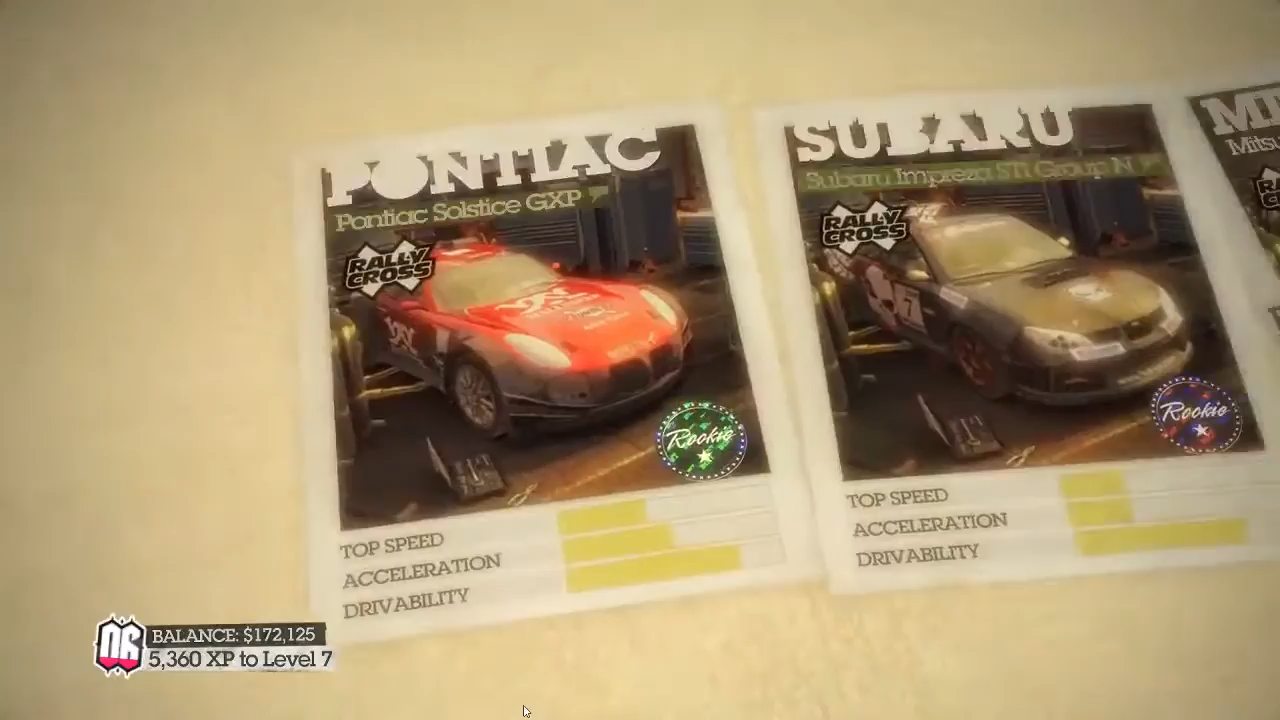 PONTIAC
Pontiac Solstice GXP
RALLY
CROSS
Rookie
TOP SPEED
ACCELERATION
DRIVABILITY
SUBARU
Subaru Impreza STi Group N
RALLY
CROSS
7
Rookie
TOP SPEED
ACCELERATION
DRIVABILITY
BALANCE: $172,125
5,360 XP to Level 7